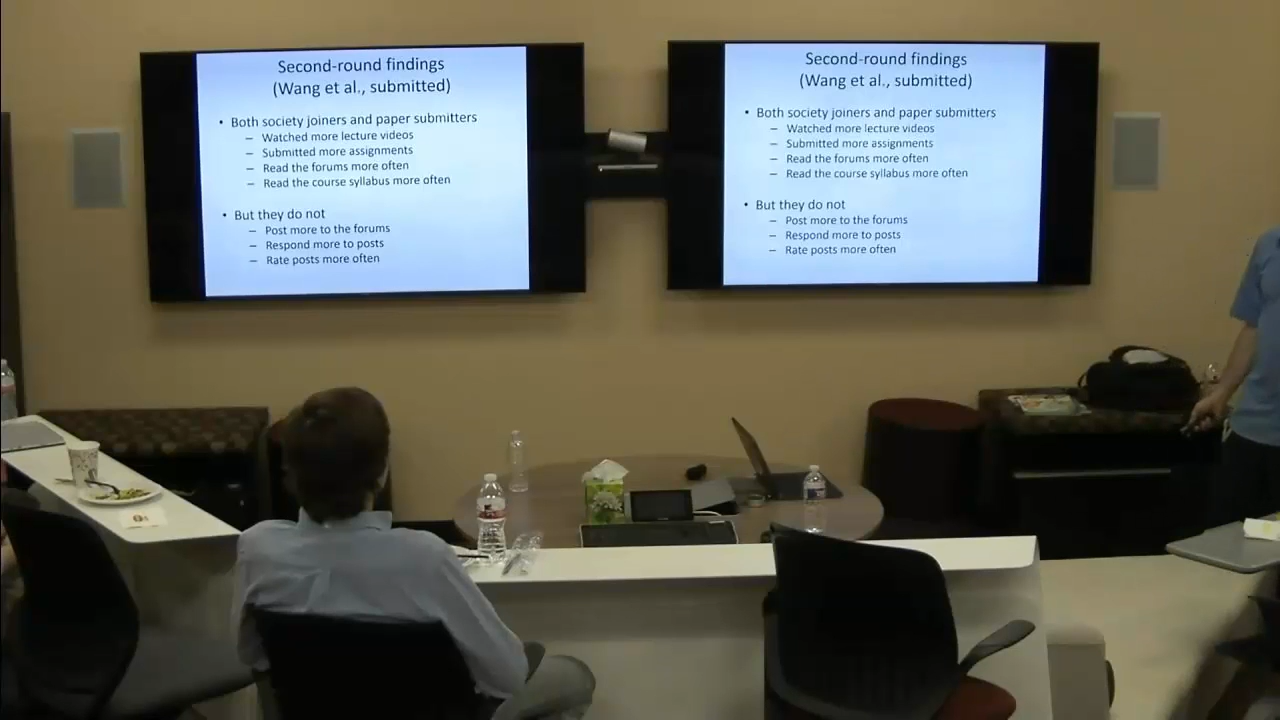 Second-round findings
(Wang et al., submitted)
• Both society joiners and paper submitters
– Watched more lecture videos
– Submitted more assignments
– Read the forums more often
– Read the course syllabus more often
• But they do not
– Post more to the forums
– Respond more to posts
– Rate posts more often
Second-round findings
(Wang et al., submitted)
• Both society joiners and paper submitters
– Watched more lecture videos
– Submitted more assignments
– Read the forums more often
– Read the course syllabus more often
• But they do not
– Post more to the forums
– Respond more to posts
– Rate posts more often